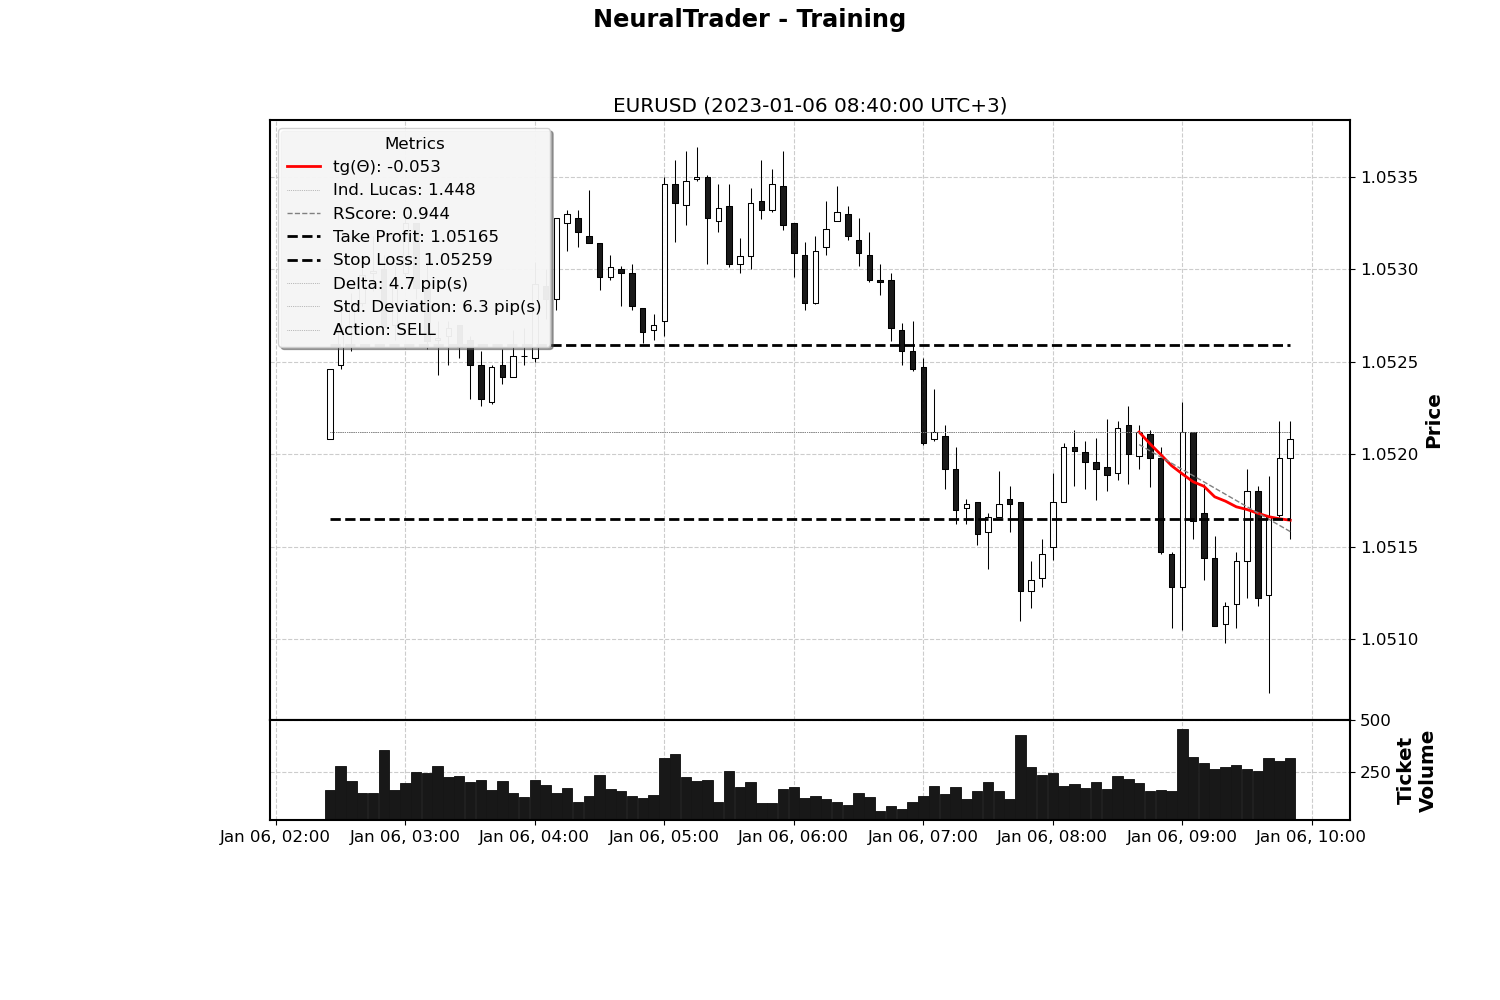 NeuralTrader - Training
EURUSD (2023-01-06 08:40:00 UTC+3)
Metrics
tg(Θ): -0.053
Ind. Lucas: 1.448
RScore: 0.944
Take Profit: 1.05165
Stop Loss: 1.05259
Delta: 4.7 pip(s)
Std. Deviation: 6.3 pip(s)
Action: SELL
1.0535
1.0530
1.0525
1.0520
1.0515
1.0510
Price
500
250
Ticket
Volume
Jan 06, 02:00 Jan 06, 03:00 Jan 06, 04:00 Jan 06, 05:00 Jan 06, 06:00 Jan 06, 07:00 Jan 06, 08:00 Jan 06, 09:00 Jan 06, 10:00